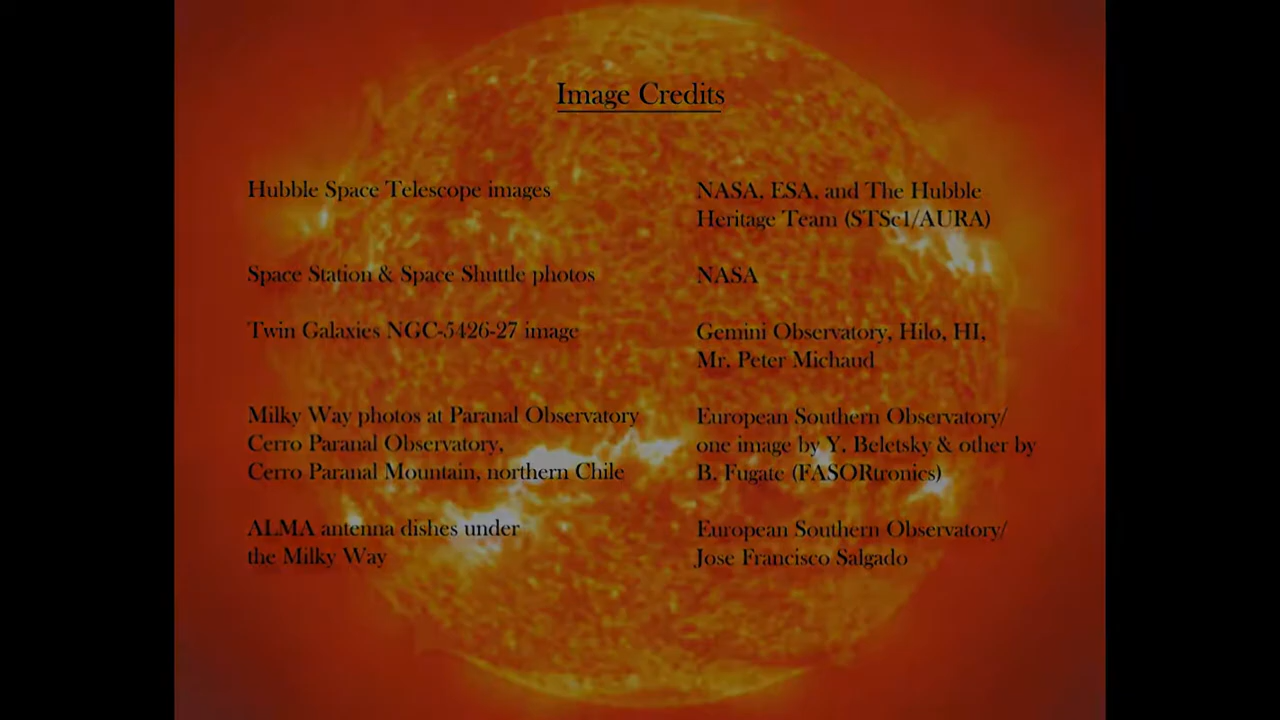 Image Credits
Hubble Space Telescope images
NASA, ESA, and The Hubble
Heritage Team (STScl/AURA)
Space Station & Space Shuttle photos
NASA
Twin Galaxies NGC-5426-27 image
Gemini Observatory, Hilo, HI,
Mr. Peter Michaud
Milky Way photos at Paranal Observatory
Cerro Paranal Observatory,
Cerro Paranal Mountain, northern Chile
European Southern Observatory/
one image by Y. Beletsky & other by
B. Fugate (FASORtronics)
ALMA antenna dishes under
the Milky Way
European Southern Observatory/
Jose Francisco Salgado